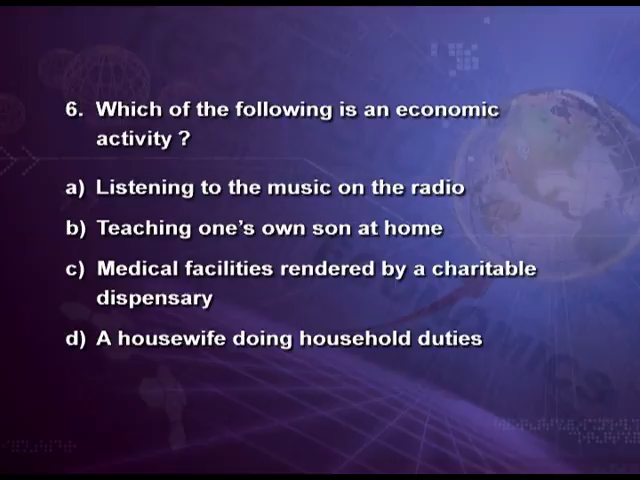 6. Which of the following is an economic
activity ?
a) Listening to the music on the radio
b) Teaching one's own son at home
c) Medical facilities rendered by a charitable
dispensary
d) A housewife doing household duties